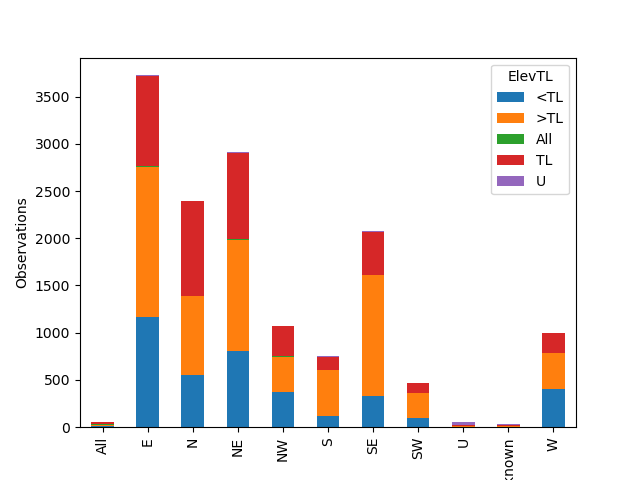 ElevTL
<TL
>TL
All
TL
U
Observations
3500
3000
2500
2000
1500
1000
500
0
All
E
N
NE
NW
S
SE
SW
U
known
W